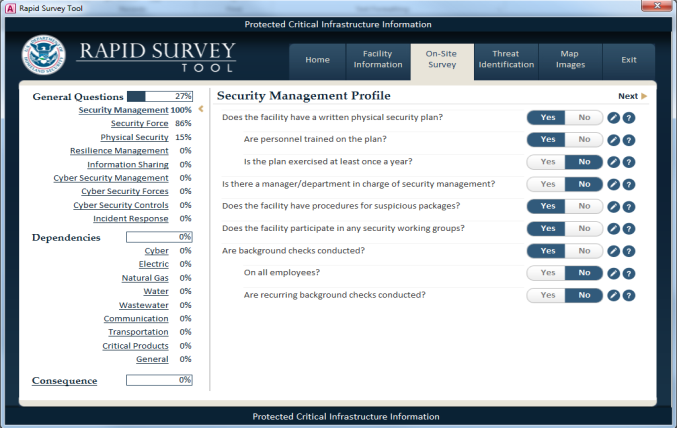 Rapid Survey Tool
Protected Critical Infrastructure Information
RAPID SURVEY
TOOL
Home
Facility
Information
On-Site
Survey
Threat
Identification
Map
Images
Exit
General Questions 27%
Security Management 100%
Security Force 86%
Physical Security 15%
Resilience Management 0%
Information Sharing 0%
Cyber Security Management 0%
Cyber Security Forces 0%
Cyber Security Controls 0%
Incident Response 0%
Dependencies 0%
Cyber 0%
Electric 0%
Natural Gas 0%
Water 0%
Wastewater 0%
Communication 0%
Transportation 0%
Critical Products 0%
General 0%
Consequence 0%
Security Management Profile Next
Does the facility have a written physical security plan? Yes No ?
Are personnel trained on the plan? Yes No ?
Is the plan exercised at least once a year? Yes No ?
Is there a manager/department in charge of security management? Yes No ?
Does the facility have procedures for suspicious packages? Yes No ?
Does the facility participate in any security working groups? Yes No ?
Are background checks conducted? Yes No ?
On all employees? Yes No ?
Are recurring background checks conducted? Yes No ?
Protected Critical Infrastructure Information